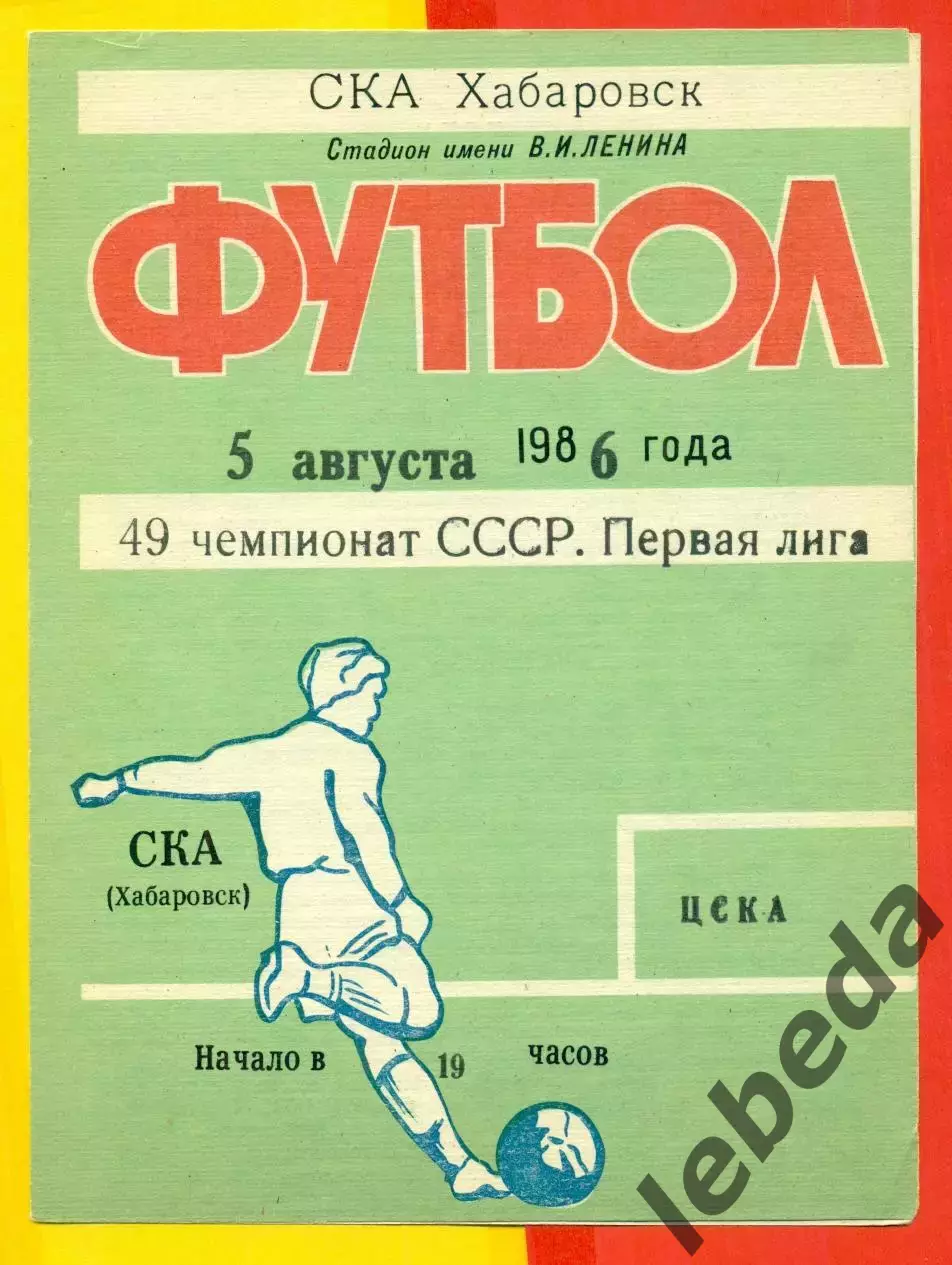 СКА Хабаровск
Стадион имени В.И.ЛЕНИНА
ФУТБОЛ
5 августа 1986 года
49 чемпионат СССР. Первая лига
СКА
(Хабаровск)
ЦСКА
Начало в 19 часов
lebeda